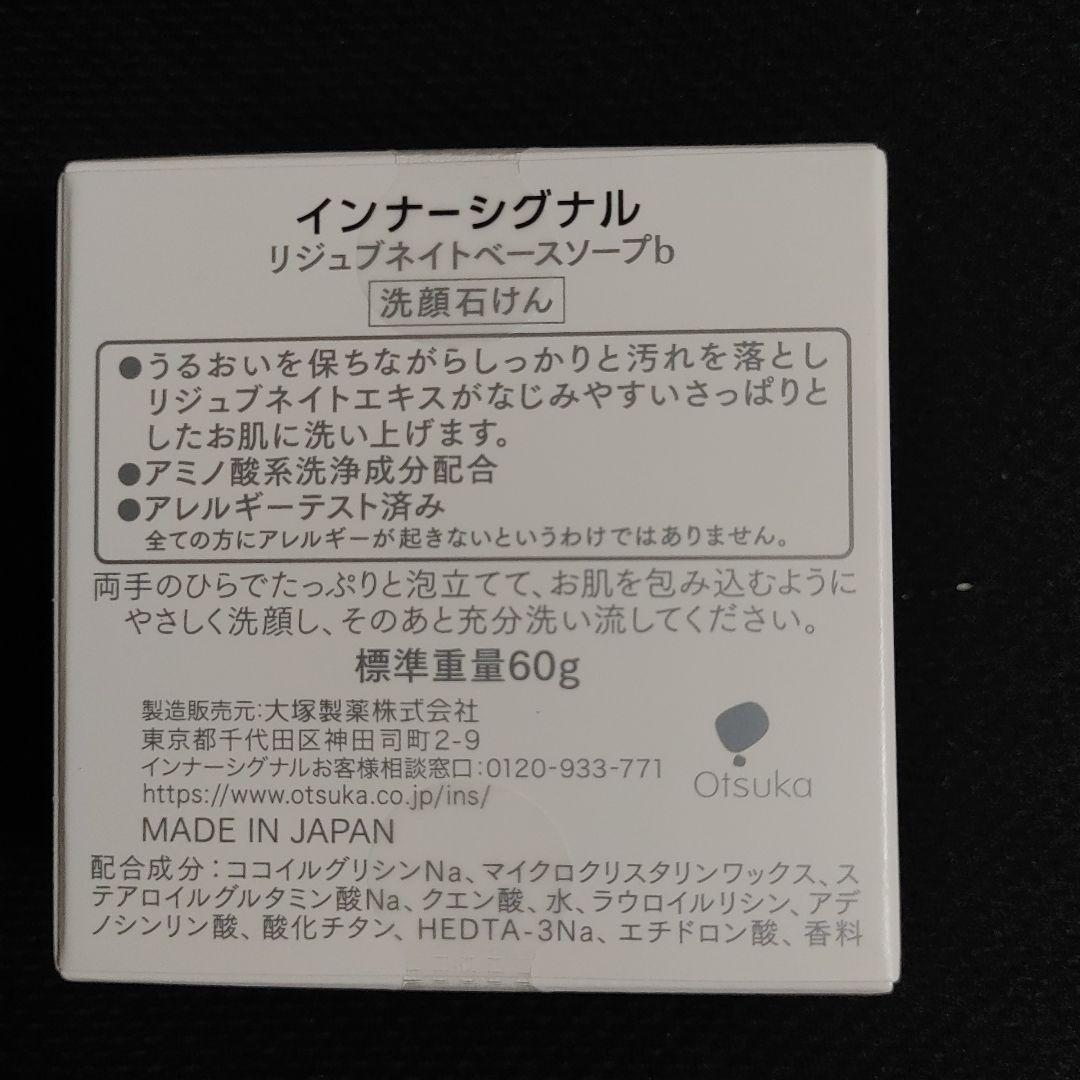 インナーシグナル
リジュブネイトベースソープb
洗顔石けん
●うるおいを保ちながらしっかりと汚れを落とし
リジュブネイトエキスがなじみやすいさっぱりと
したお肌に洗い上げます。
●アミノ酸系洗浄成分配合
●アレルギーテスト済み
全ての方にアレルギーが起きないというわけではありません。
両手のひらでたっぷりと泡立てて、お肌を包み込むように
やさしく洗顔し、そのあと充分洗い流してください。
標準重量60g
製造販売元:大塚製薬株式会社
東京都千代田区神田司町2-9
インナーシグナルお客様相談窓口:0120-933-771
https://www.otsuka.co.jp/ins/
MADE IN JAPAN
Otsuka
配合成分:ココイルグリシンNa、マイクロクリスタリンワックス、ス
テアロイルグルタミン酸Na、クエン酸、水、ラウロイルリシン、アデ
ノシンリン酸、酸化チタン、HEDTA-3Na、エチドロン酸、香料